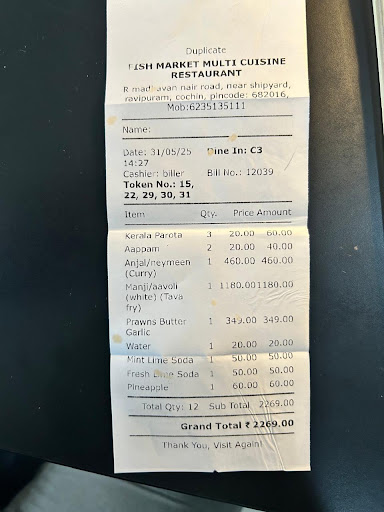 Duplicate
FISH MARKET MULTI CUISINE
RESTAURANT
R madhavan nair road, near shipyard,
ravipuram, cochin, pincode: 682016,
Mob:6235135111
Name:
Date: 31/05/25 Dine In: C3
14:27
Cashier: biller Bill No.: 12039
Token No.: 15,
22, 29, 30, 31
Item Qty. Price Amount
Kerala Parota 3 20.00 60.00
Aappam 2 20.00 40.00
Anjal/neymeen 1 460.00 460.00
(Curry)
Manji/aavoli 1 1180.00 1180.00
(white) (Tava
fry)
Prawns Butter 1 349.00 349.00
Garlic
Water 1 20.00 20.00
Mint Lime Soda 1 50.00 50.00
Fresh Lime Soda 1 50.00 50.00
Pineapple 1 60.00 60.00
Total Qty: 12 Sub Total 2269.00
Grand Total ₹ 2269.00
Thank You, Visit Again!